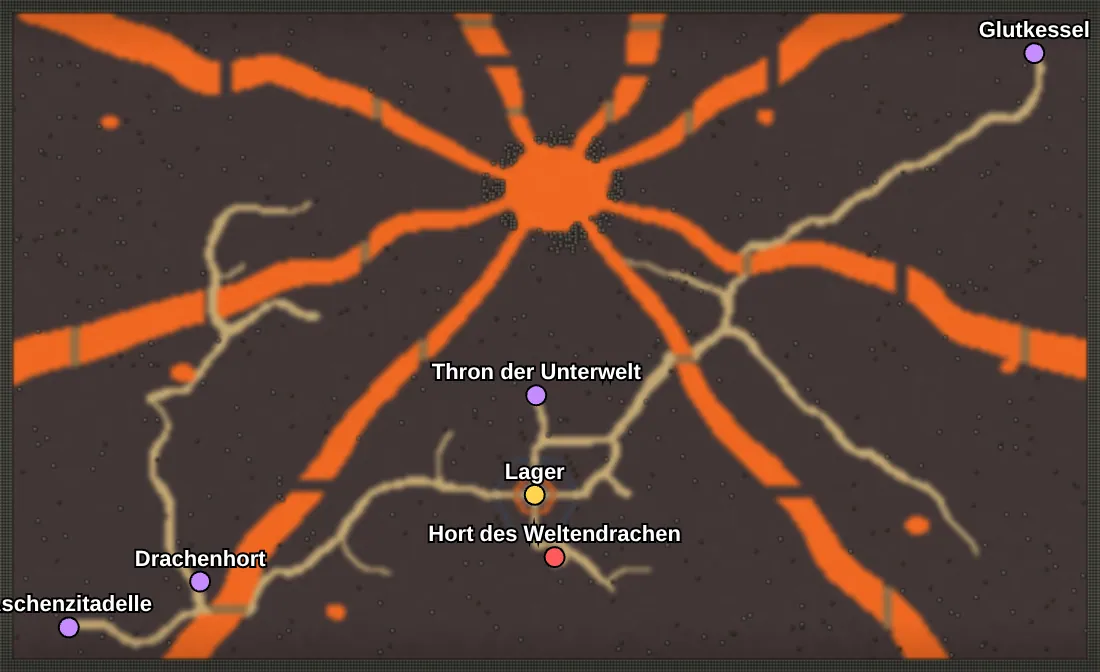 Glutkessel
Thron der Unterwelt
Lager
Hort des Weltendrachen
Drachenhort
schenzitadelle